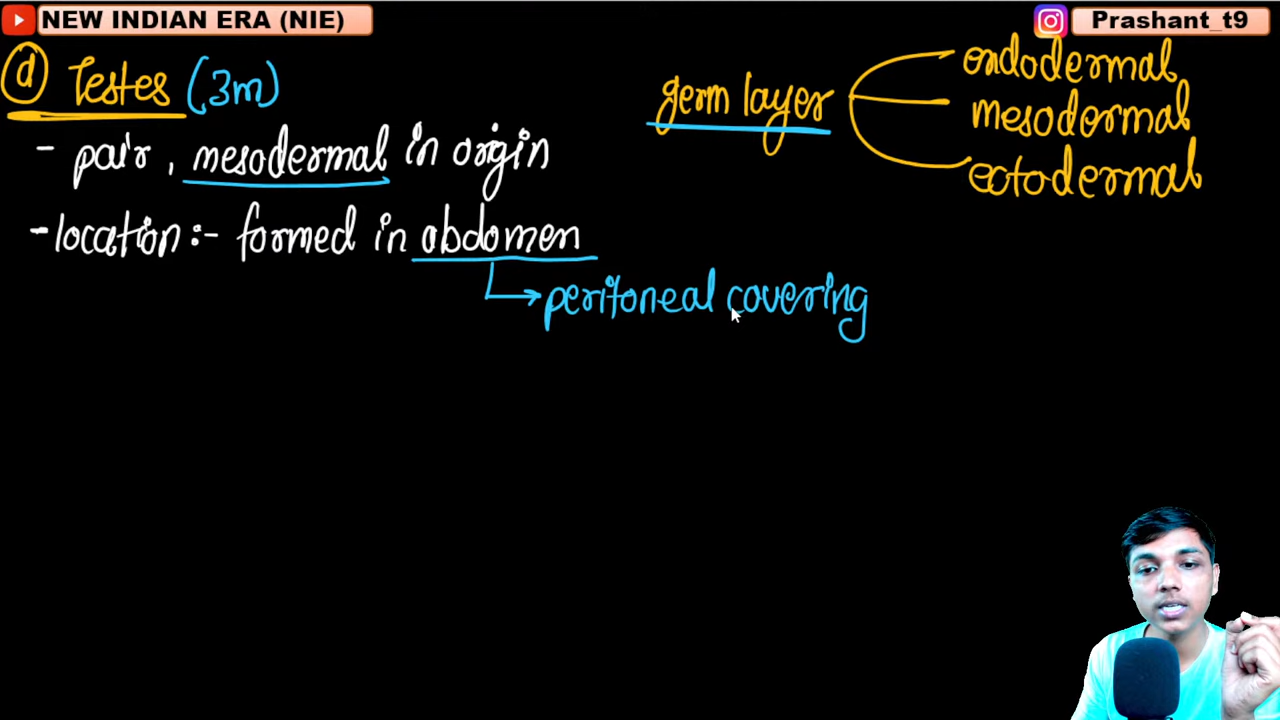 NEW INDIAN ERA (NIE)
Prashant_t9
d Testes (3m)
- pair, mesodermal in origin
- location :- formed in abdomen
peritoneal covering
germ layer
endodermal
mesodermal
ectodermal